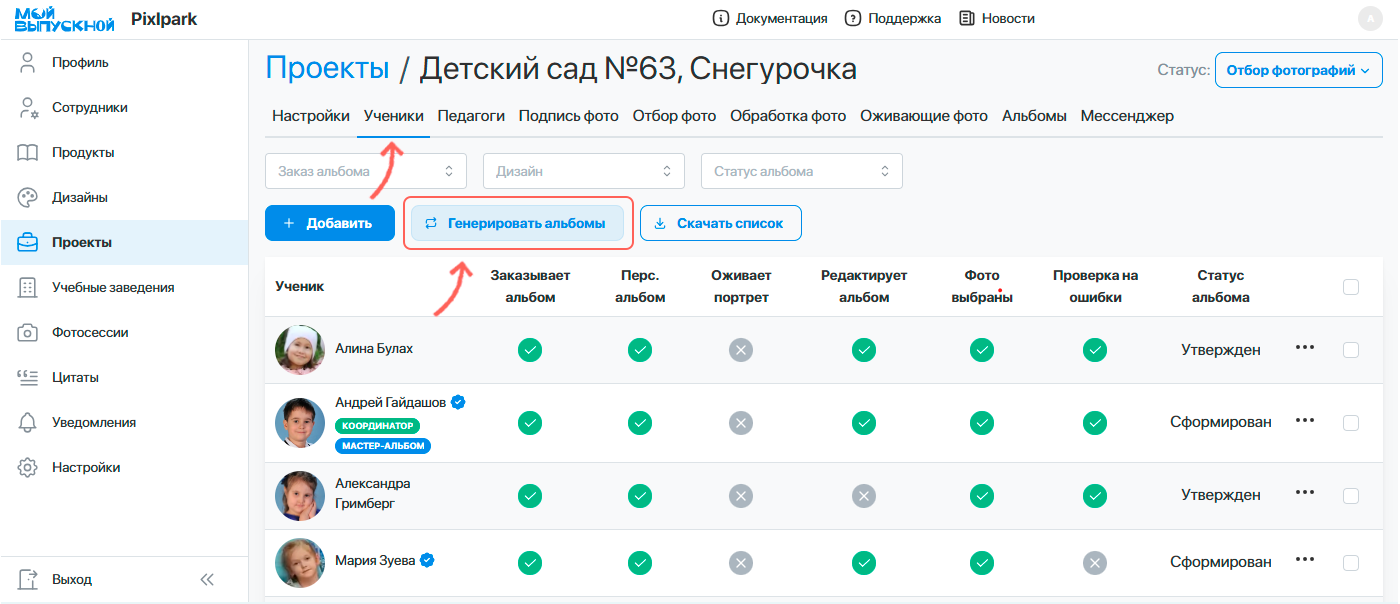 МОЙ ВЫПУСКНОЙ
Pixlpark
Документация
Поддержка
Новости
A
Профиль
Сотрудники
Продукты
Дизайны
Проекты
Учебные заведения
Фотосессии
Цитаты
Уведомления
Настройки
Выход
Проекты / Детский сад №63, Снегурочка
Статус: Отбор фотографий
Настройки Ученики Педагоги Подпись фото Отбор фото Обработка фото Оживающие фото Альбомы Мессенджер
Заказ альбома Дизайн Статус альбома
+ Добавить Генерировать альбомы Скачать список
Ученик Заказывает альбом Перс. альбом Оживает портрет Редактирует альбом Фото выбраны Проверка на ошибки Статус альбома
Алина Булах Утвержден
Андрей Гайдашов
КООРДИНАТОР
МАСТЕР-АЛЬБОМ
Сформирован
Александра
Гримберг
Утвержден
Мария Зуева Сформирован